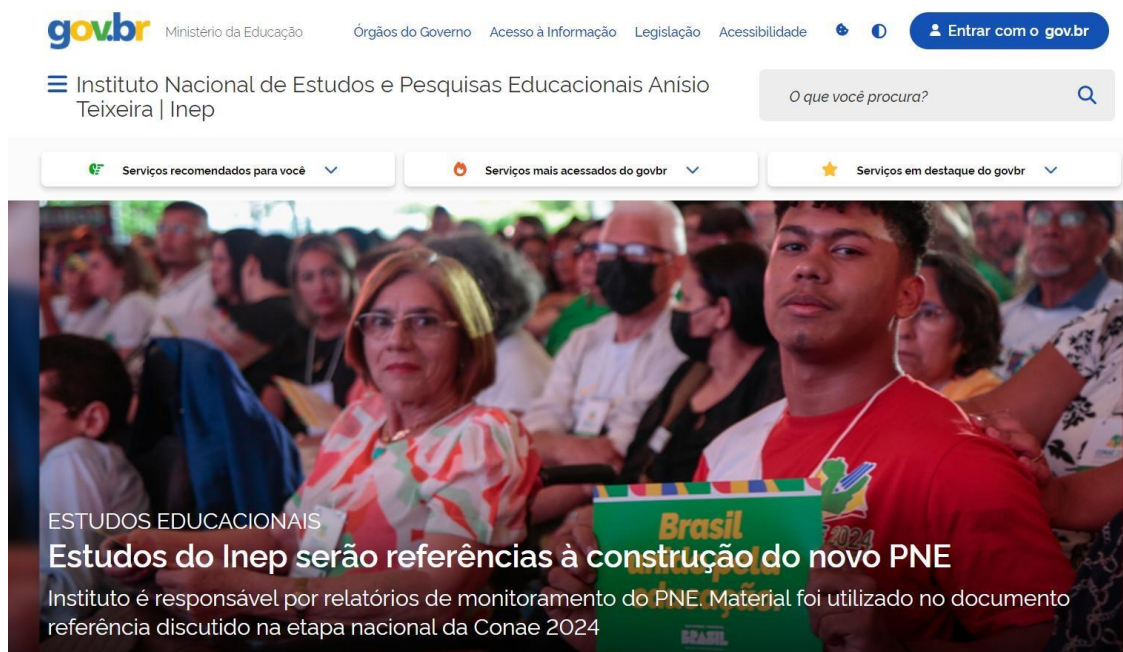 gov.br
Ministério da Educação
Órgãos do Governo
Acesso à Informação
Legislação
Acessibilidade
Entrar com o gov.br
Instituto Nacional de Estudos e Pesquisas Educacionais Anísio
Teixeira | Inep
O que você procura?
Serviços recomendados para você
Serviços mais acessados do govbr
Serviços em destaque do govbr
Brasil
2024
ESTUDOS EDUCACIONAIS
Estudos do Inep serão referências à construção do novo PNE
Instituto é responsável por relatórios de monitoramento do PNE. Material foi utilizado no documento
referência discutido na etapa nacional da Conae 2024
BRASIL